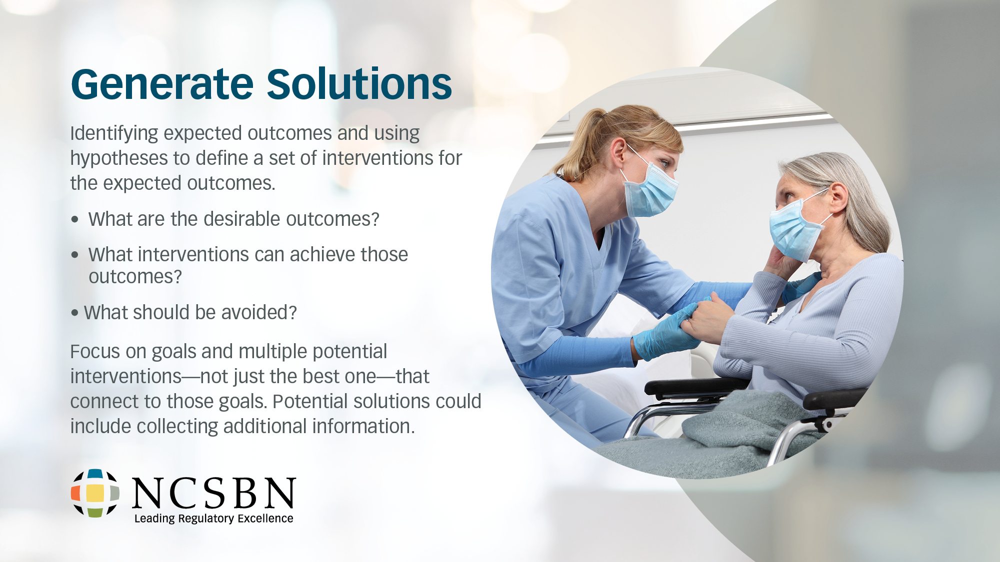 Generate Solutions
Identifying expected outcomes and using
hypotheses to define a set of interventions for
the expected outcomes.
• What are the desirable outcomes?
• What interventions can achieve those
outcomes?
• What should be avoided?
Focus on goals and multiple potential
interventions—not just the best one—that
connect to those goals. Potential solutions could
include collecting additional information.
NCSBN
Leading Regulatory Excellence